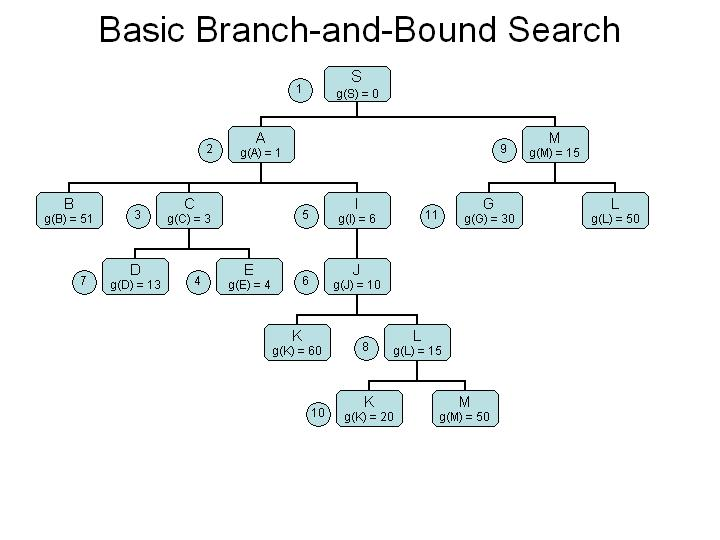 Basic Branch-and-Bound Search
1
S
g(S) = 0
2
A
g(A) = 1
9
M
g(M) = 15
B
g(B) = 51
3
C
g(C) = 3
5
I
g(I) = 6
11
G
g(G) = 30
L
g(L) = 50
7
D
g(D) = 13
4
E
g(E) = 4
6
J
g(J) = 10
K
g(K) = 60
8
L
g(L) = 15
10
K
g(K) = 20
M
g(M) = 50